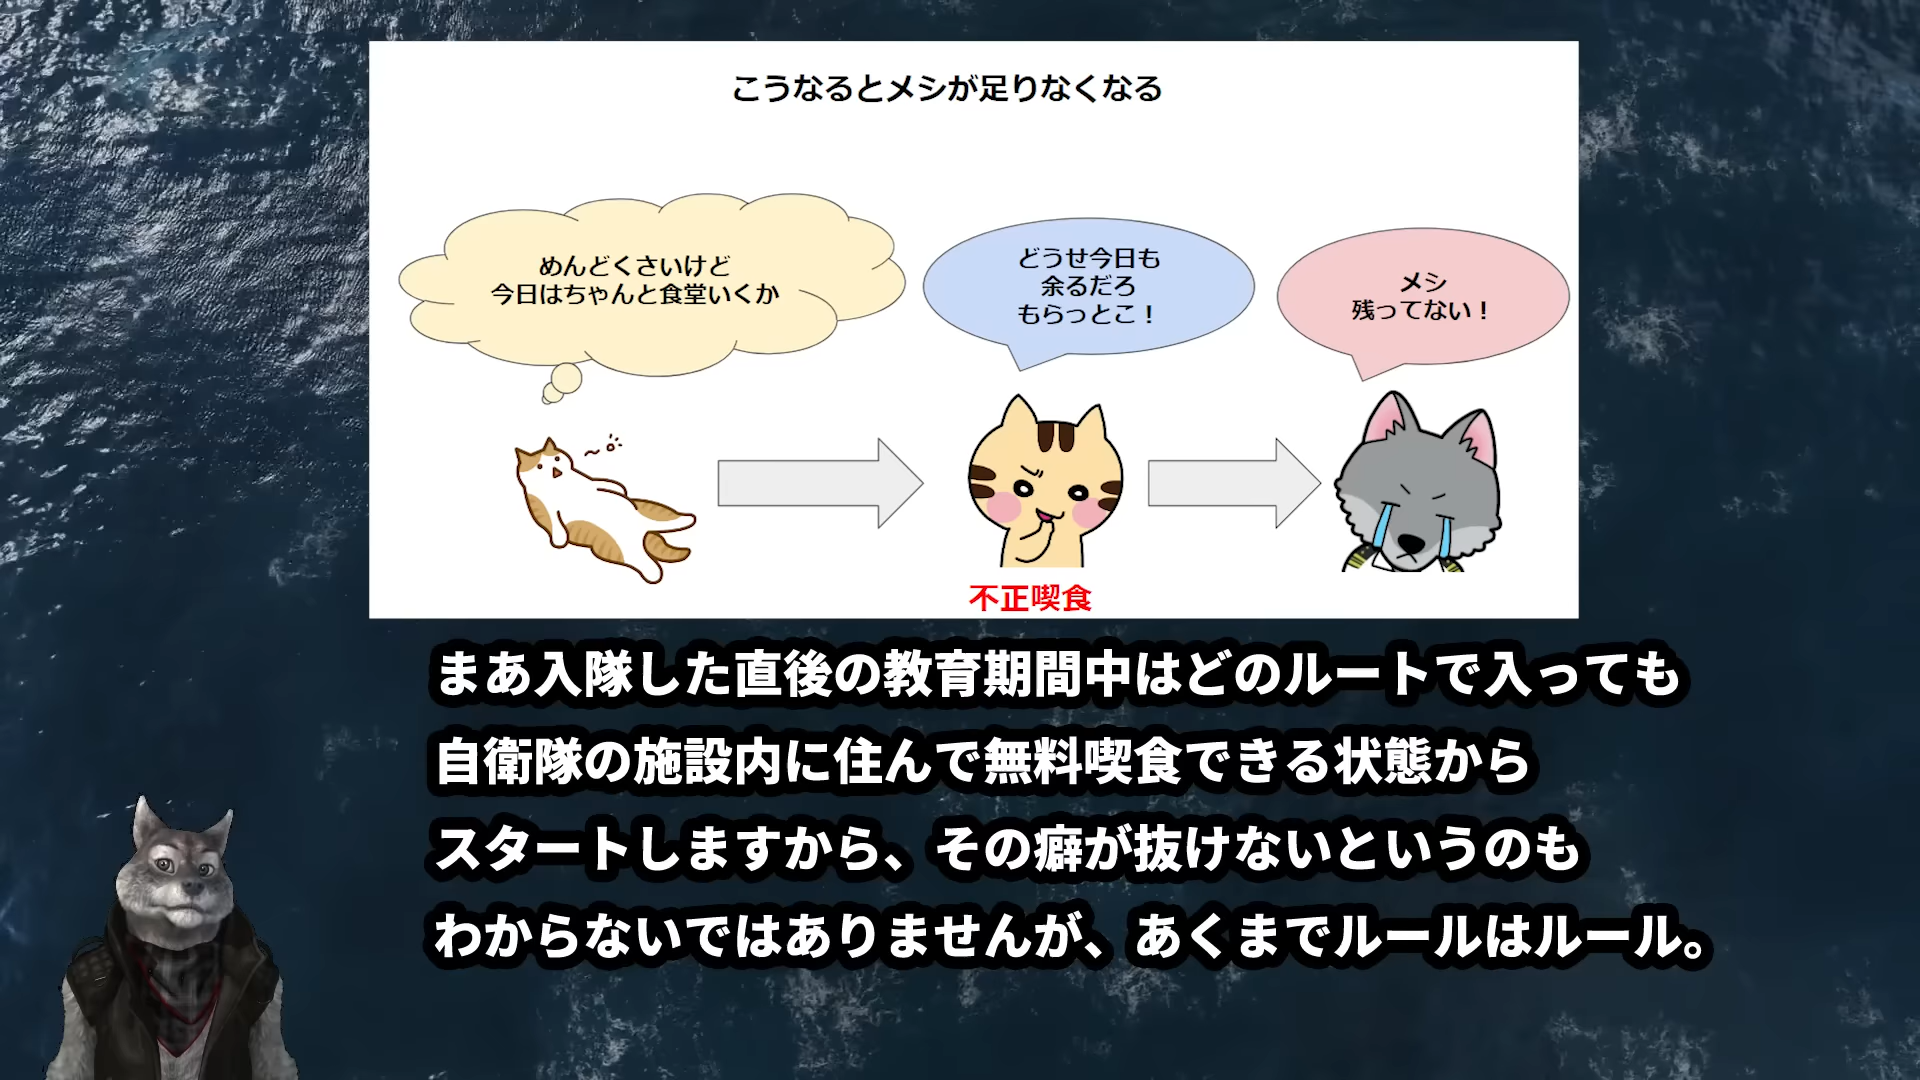 こうなるとメシが足りなくなる
めんどくさいけど
今日はちゃんと食堂いくか
どうせ今日も
余るだろ
もらっとこ！
メシ
残ってない！
不正喫食
まあ入隊した直後の教育期間中はどのルートで入っても
自衛隊の施設内に住んで無料喫食できる状態から
スタートしますから、その癖が抜けないというのも
わからないではありませんが、あくまでルールはルール。